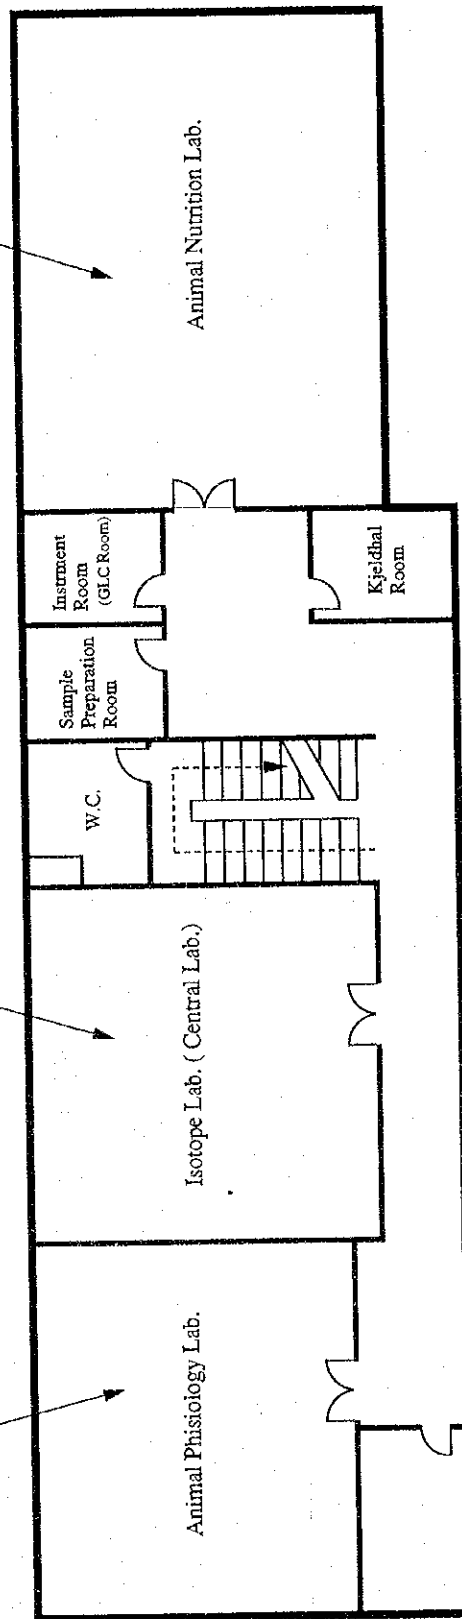 Animal Phisiology Lab.
Isotope Lab. ( Central Lab.)
W.C.
Sample
Preparation
Room
Instrment
Room
(GLC Room)
Kjeldhal
Room
Animal Nutrition Lab.